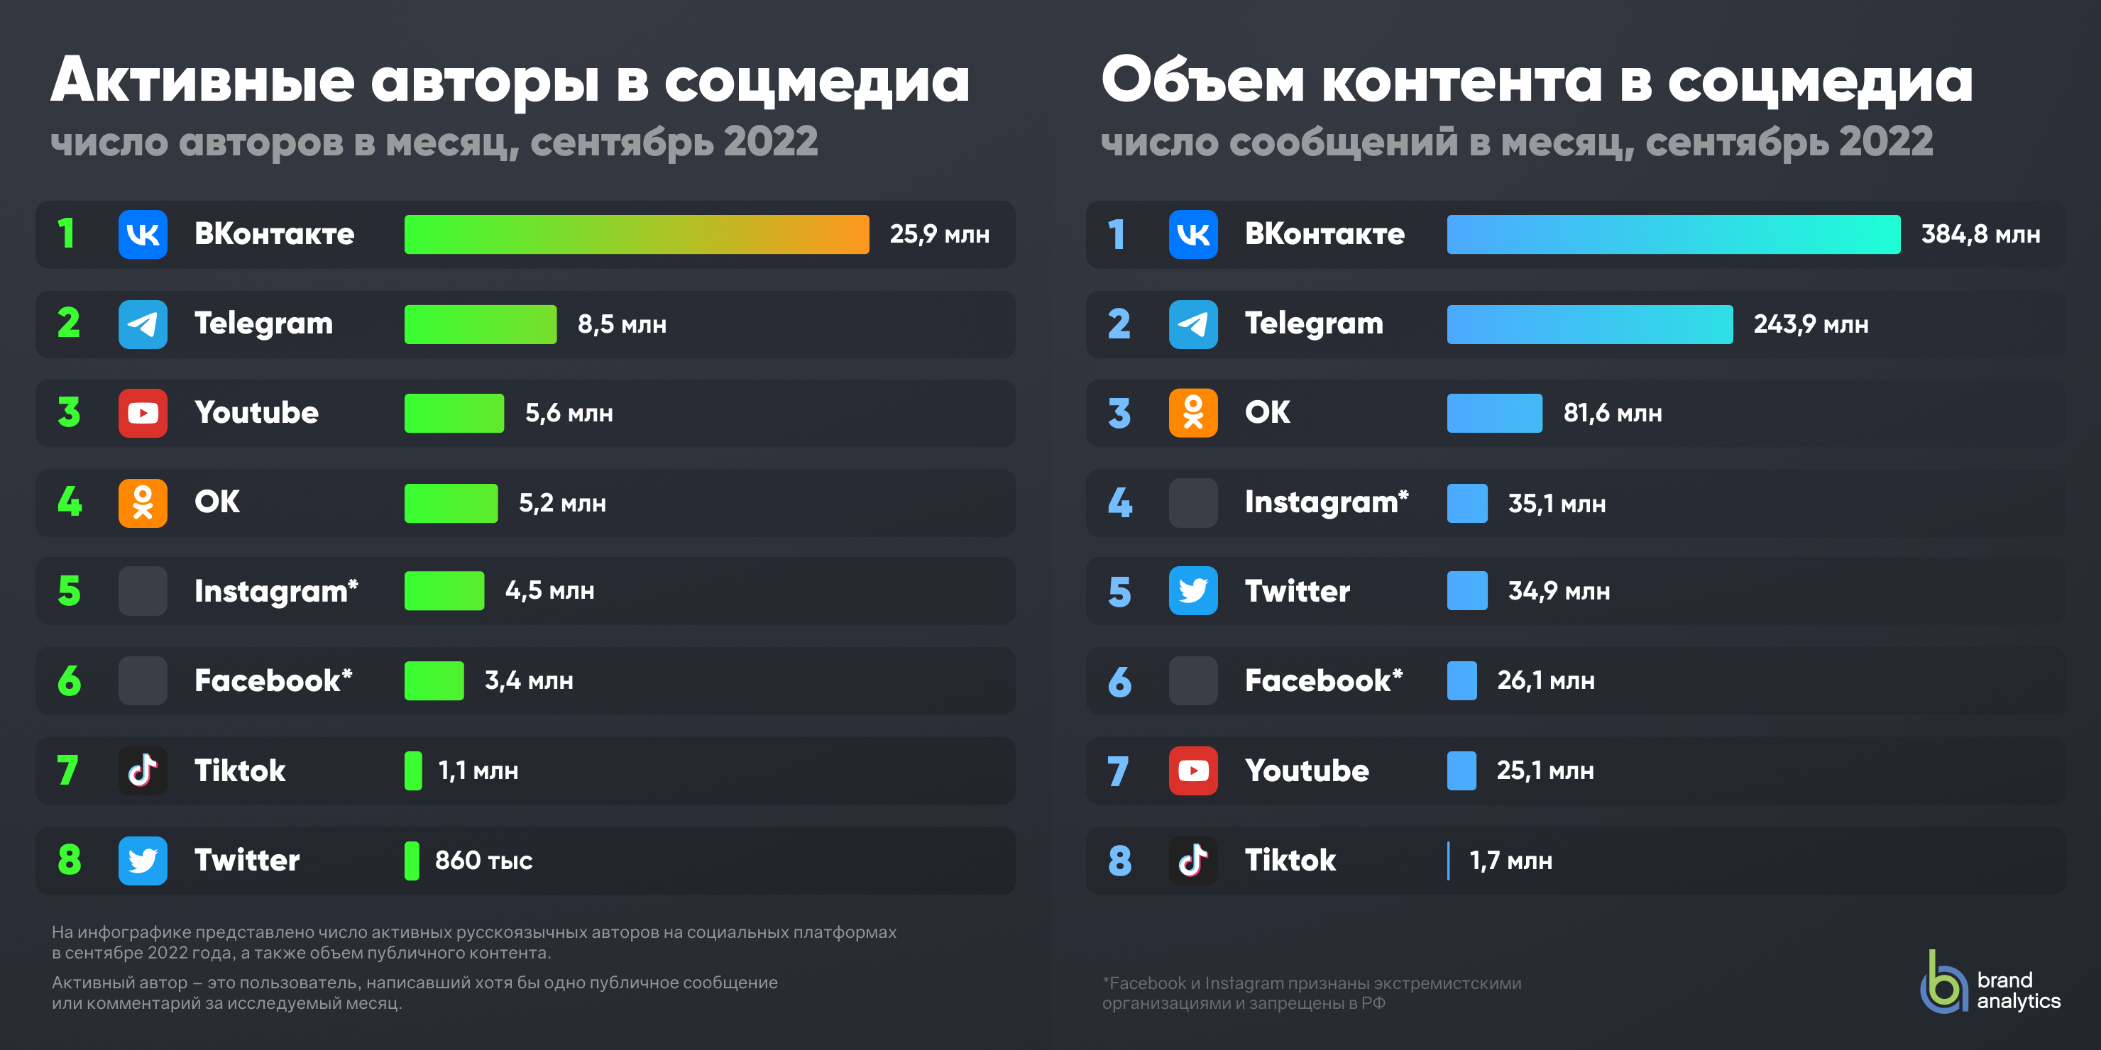 Активные авторы в соцмедиа
число авторов в месяц, сентябрь 2022
1 ВКонтакте 25,9 млн
2 Telegram 8,5 млн
3 Youtube 5,6 млн
4 ОК 5,2 млн
5 Instagram* 4,5 млн
6 Facebook* 3,4 млн
7 Tiktok 1,1 млн
8 Twitter 860 тыс
На инфографике представлено число активных русскоязычных авторов на социальных платформах
в сентябре 2022 года, а также объем публичного контента.
Активный автор – это пользователь, написавший хотя бы одно публичное сообщение
или комментарий за исследуемый месяц.
Объем контента в соцмедиа
число сообщений в месяц, сентябрь 2022
1 ВКонтакте 384,8 млн
2 Telegram 243,9 млн
3 ОК 81,6 млн
4 Instagram* 35,1 млн
5 Twitter 34,9 млн
6 Facebook* 26,1 млн
7 Youtube 25,1 млн
8 Tiktok 1,7 млн
*Facebook и Instagram признаны экстремистскими
организациями и запрещены в РФ
brand
analytics